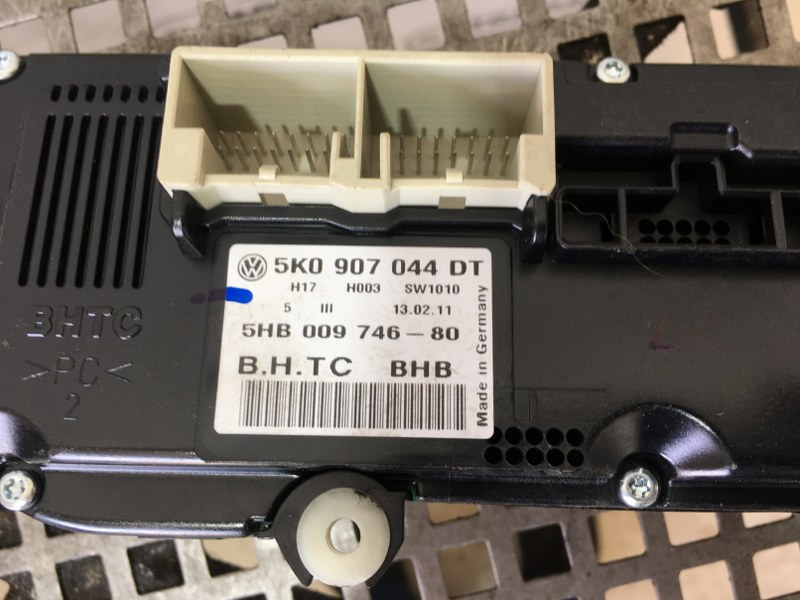 5K0 907 044 DT
H17 H003 SW1010
5 III 13.02.11
5HB 009 746-80
B.H.TC BHB
Made in Germany
BHTC
>PC<
2